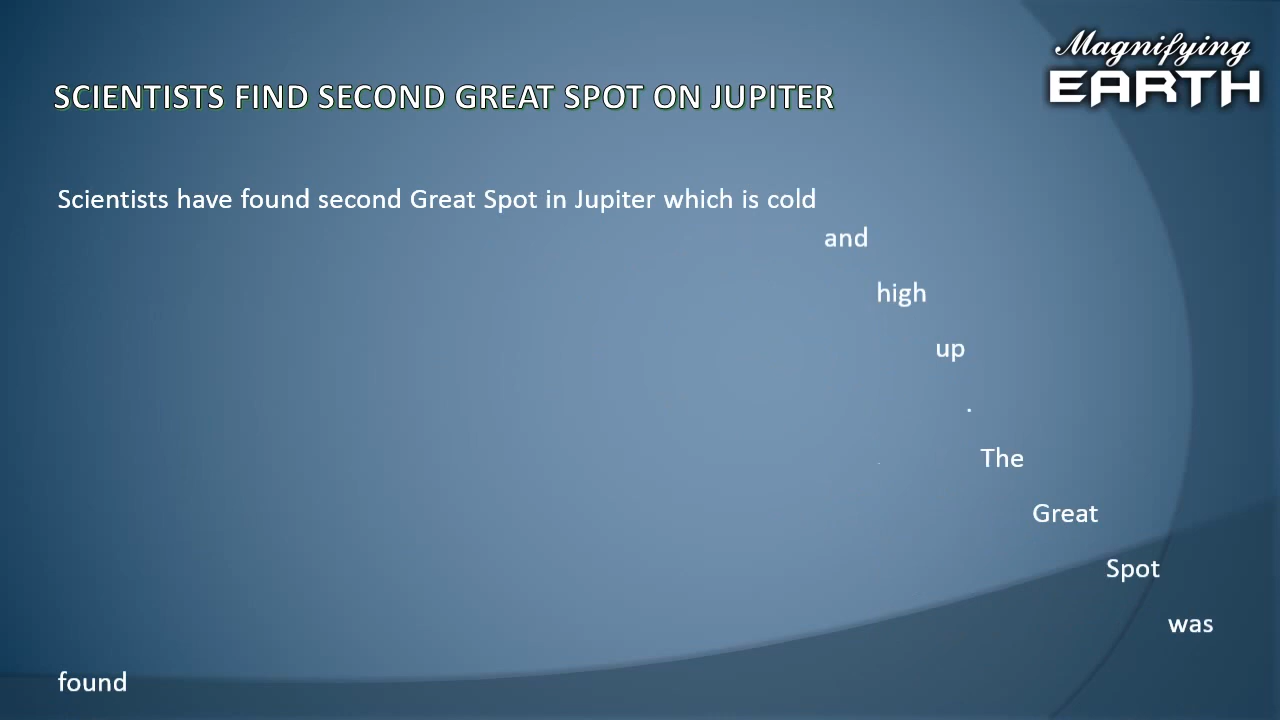 Magnifying
EARTH
SCIENTISTS FIND SECOND GREAT SPOT ON JUPITER
Scientists have found second Great Spot in Jupiter which is cold
and
high
up
.
The
Great
Spot
was
found